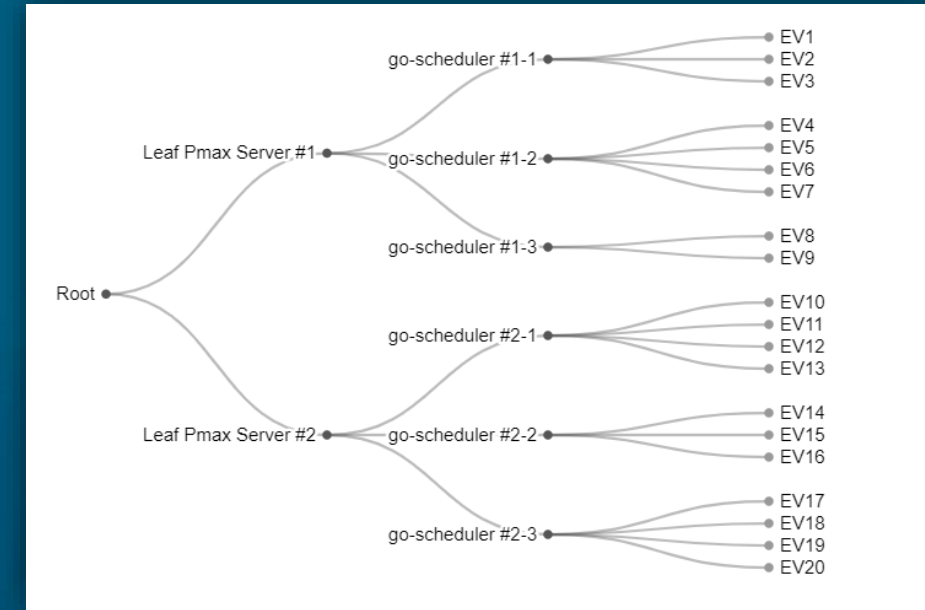 EV1
go-scheduler #1-1
EV2
EV3
EV4
Leaf Pmax Server #1
go-scheduler #1-2
EV5
EV6
EV7
EV8
go-scheduler #1-3
EV9
Root
EV10
EV11
go-scheduler #2-1
EV12
EV13
EV14
Leaf Pmax Server #2
go-scheduler #2-2
EV15
EV16
EV17
EV18
go-scheduler #2-3
EV19
EV20